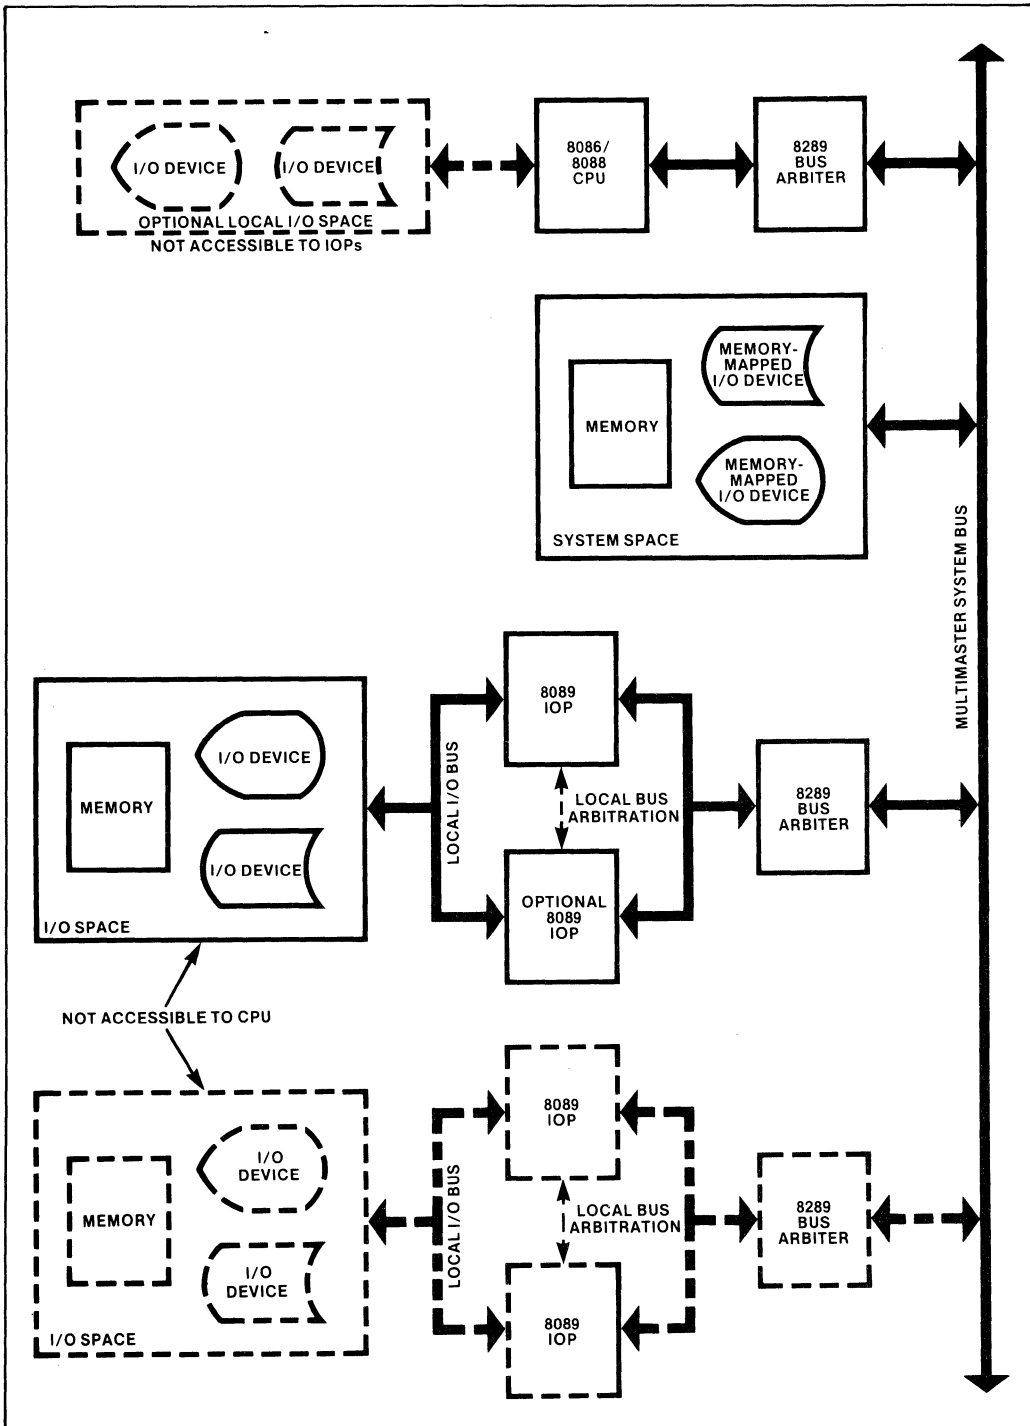 I/O DEVICE
I/O DEVICE
OPTIONAL LOCAL I/O SPACE
NOT ACCESSIBLE TO IOPs
8086/
8088
CPU
8289
BUS
ARBITER
MEMORY
MEMORY-
MAPPED
I/O DEVICE
MEMORY-
MAPPED
I/O DEVICE
SYSTEM SPACE
MULTIMASTER SYSTEM BUS
MEMORY
I/O DEVICE
I/O DEVICE
I/O SPACE
LOCAL I/O BUS
8089
IOP
LOCAL BUS
ARBITRATION
OPTIONAL
8089
IOP
8289
BUS
ARBITER
NOT ACCESSIBLE TO CPU
MEMORY
I/O
DEVICE
I/O
DEVICE
I/O SPACE
LOCAL I/O BUS
8089
IOP
LOCAL BUS
ARBITRATION
8089
IOP
8289
BUS
ARBITER